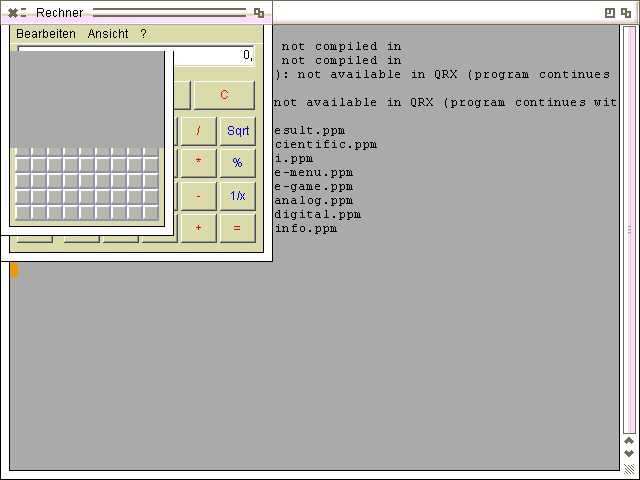 Rechner
Bearbeiten Ansicht ?
0,
C
/ Sqrt
* %
- 1/x
+ =
not compiled in
not compiled in
): not available in QRX (program continues
not available in QRX (program continues wit
esult.ppm
cientific.ppm
i.ppm
e-menu.ppm
e-game.ppm
analog.ppm
digital.ppm
info.ppm